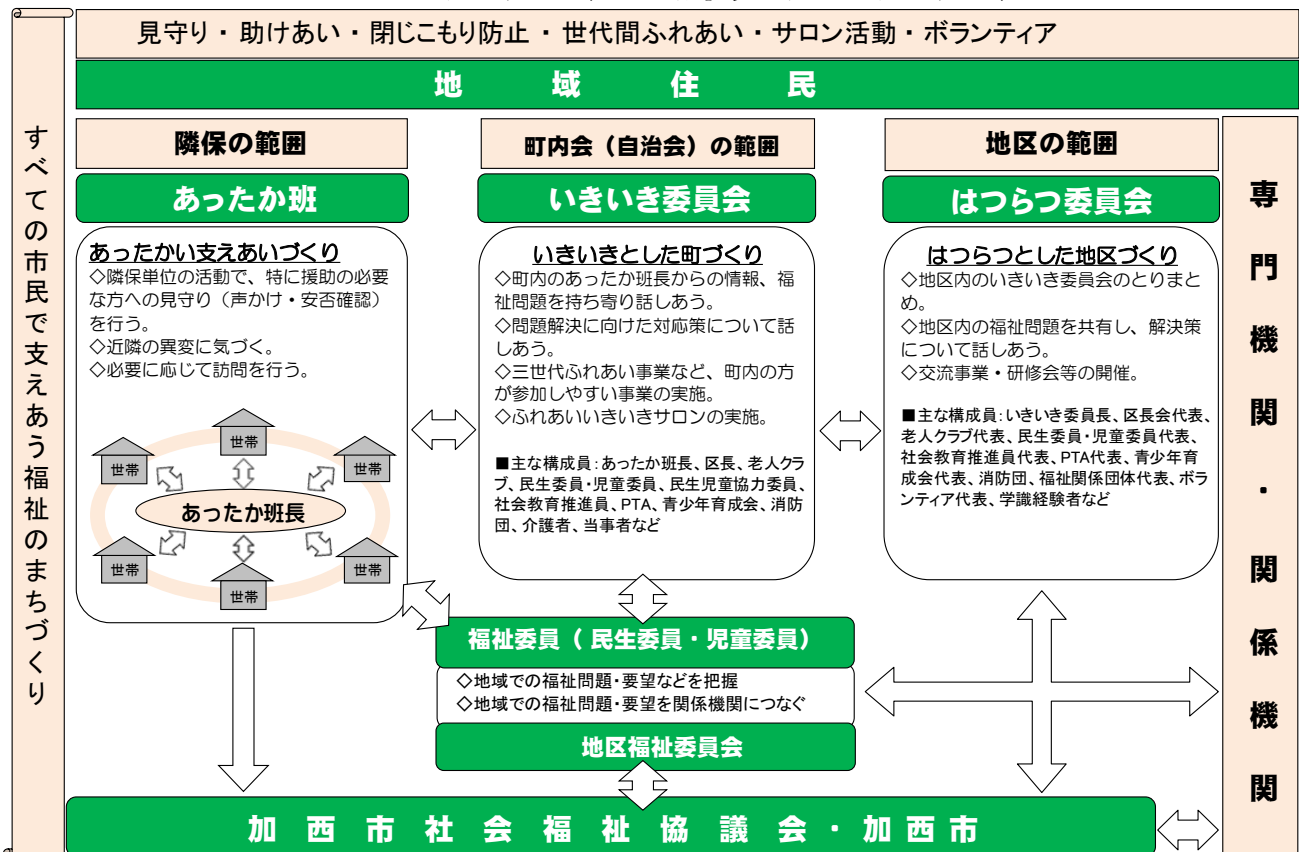 見守り・助けあい・閉じこもり防止・世代間ふれあい・サロン活動・ボランティア
地域住民
すべての市民で支えあう福祉のまちづくり
隣保の範囲
あったか班
あったかい支えあいづくり
◇隣保単位の活動で、特に援助の必要
な方への見守り（声かけ・安否確認）
を行う。
◇近隣の異変に気づく。
◇必要に応じて訪問を行う。
世帯
世帯
世帯
あったか班長
世帯
世帯
世帯
町内会（自治会）の範囲
いきいき委員会
いきいきとした町づくり
◇町内のあったか班長からの情報、福
祉問題を持ち寄り話しあう。
◇問題解決に向けた対応策について話
しあう。
◇三世代ふれあい事業など、町内の方
が参加しやすい事業の実施。
◇ふれあいいきいきサロンの実施。
■主な構成員：あったか班長、区長、老人クラ
ブ、民生委員・児童委員、民生児童協力委員、
社会教育推進員、PTA、青少年育成会、消防
団、介護者、当事者など
地区の範囲
はつらつ委員会
はつらつとした地区づくり
◇地区内のいきいき委員会のとりまと
め。
◇地区内の福祉問題を共有し、解決策
について話しあう。
◇交流事業・研修会等の開催。
■主な構成員：いきいき委員長、区長会代表、
老人クラブ代表、民生委員・児童委員代表、
社会教育推進員代表、PTA代表、青少年育
成会代表、消防団、福祉関係団体代表、ボラ
ンティア代表、学識経験者など
専門機関・関係機関
福祉委員（民生委員・児童委員）
◇地域での福祉問題・要望などを把握
◇地域での福祉問題・要望を関係機関につなぐ
地区福祉委員会
加西市社会福祉協議会・加西市